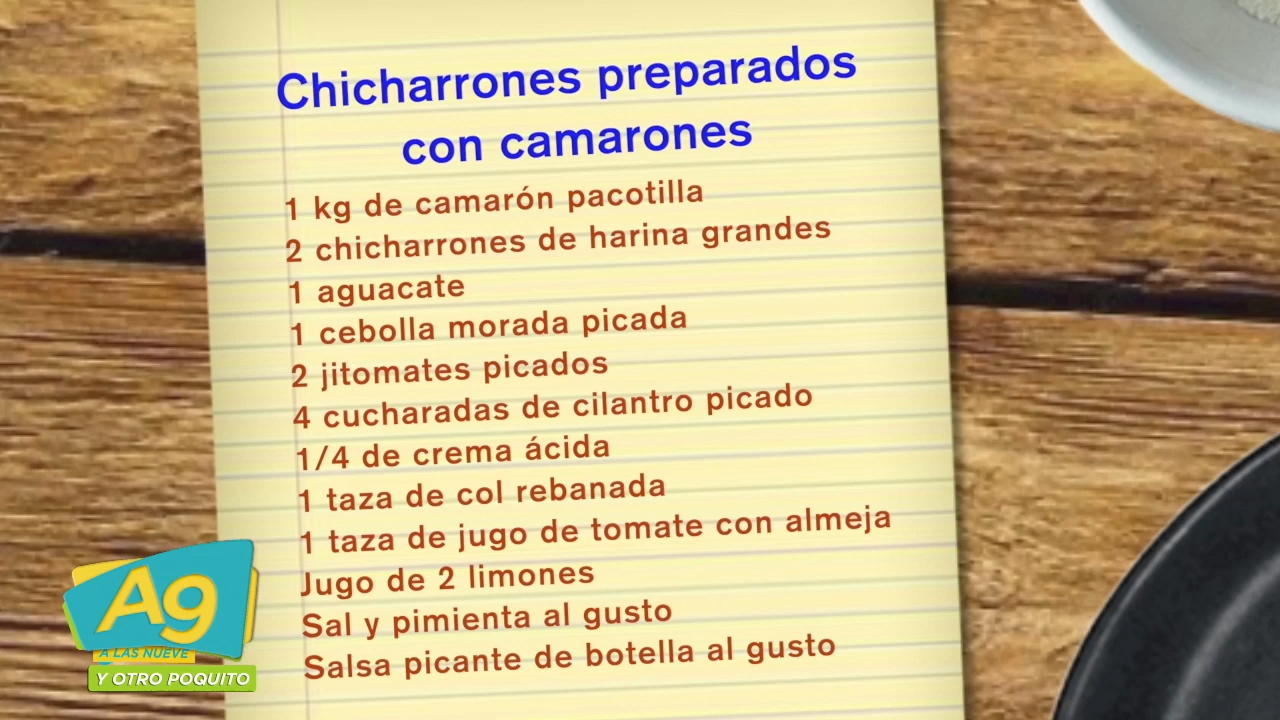 Chicharrones preparados
con camarones
1 kg de camarón pacotilla
2 chicharrones de harina grandes
1 aguacate
1 cebolla morada picada
2 jitomates picados
4 cucharadas de cilantro picado
1/4 de crema ácida
1 taza de col rebanada
1 taza de jugo de tomate con almeja
Jugo de 2 limones
Sal y pimienta al gusto
Salsa picante de botella al gusto
A9
A LAS NUEVE
Y OTRO POQUITO